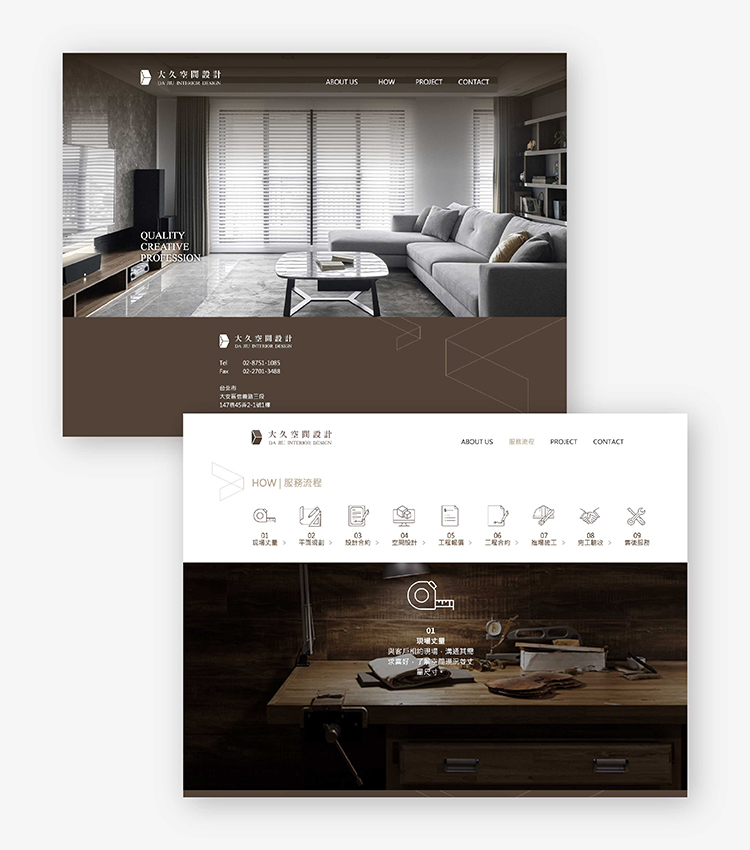 大久空間設計
DA JIU INTERIOR DESIGN
ABOUT US HOW PROJECT CONTACT
QUALITY
CREATIVE
PROFESSION
大久空間設計
DA JIU INTERIOR DESIGN
Tel 02-8751-1085
Fax 02-2701-3488
台北市
大安區信義路三段
147巷45弄2-1號1樓
大久空間設計
DA JIU INTERIOR DESIGN
ABOUT US 服務流程 PROJECT CONTACT
HOW | 服務流程
01 02 03 04 05 06 07 08 09
現場丈量 > 平面規劃 > 設計合約 > 空間設計 > 工程報價 > 工程合約 > 進場施工 > 完工驗收 > 售後服務
01
現場丈量
與客戶相約現場，溝通其需
求喜好，了解空間現況並丈
量尺寸。